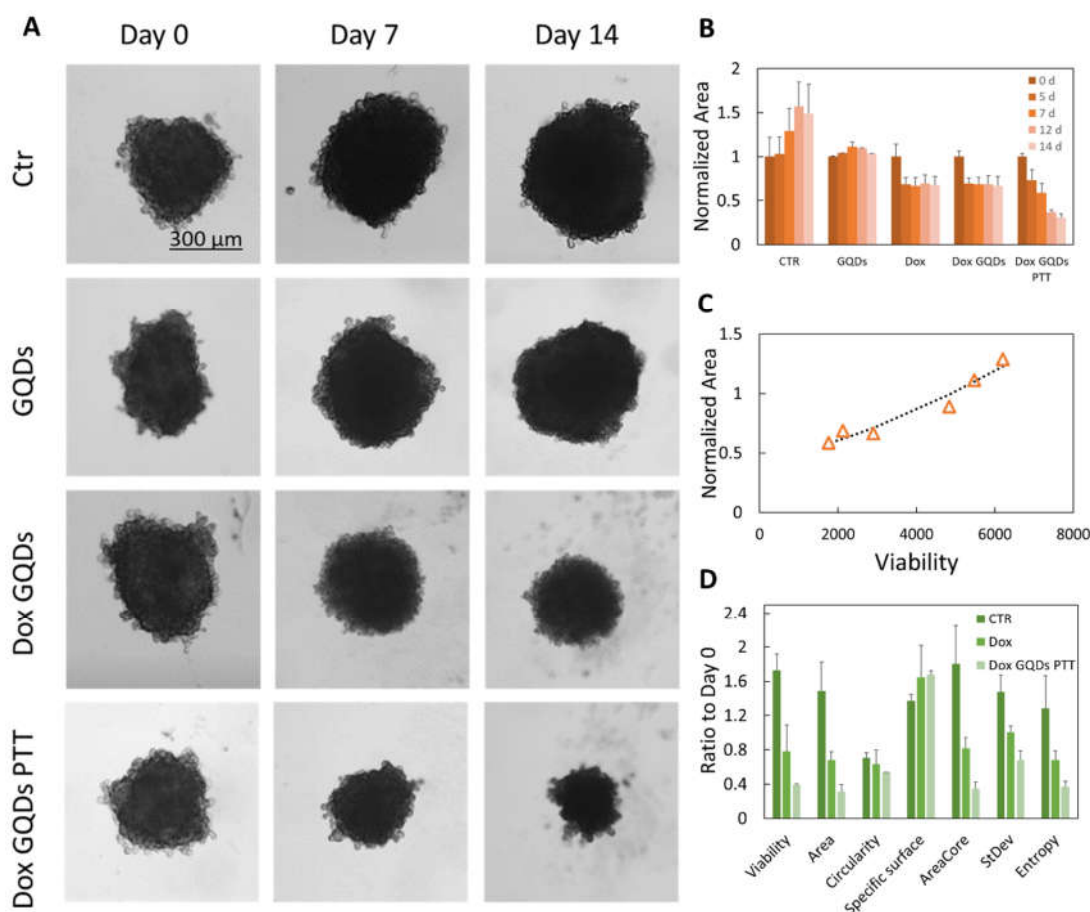 A
Day 0
Day 7
Day 14
Ctr
300 µm
GQDs
Dox GQDs
Dox GQDs PTT
B
Normalized Area
2
1.5
1
0.5
0
0 d
5 d
7 d
12 d
14 d
CTR
GQDs
Dox
Dox GQDs
Dox GQDs
PTT
C
Normalized Area
1.5
1
0.5
0
0
2000
4000
6000
8000
Viability
D
Ratio to Day 0
2.4
2
1.6
1.2
0.8
0.4
0
CTR
Dox
Dox GQDs PTT
Viability
Area
Circularity
Specific surface
AreaCore
StDev
Entropy